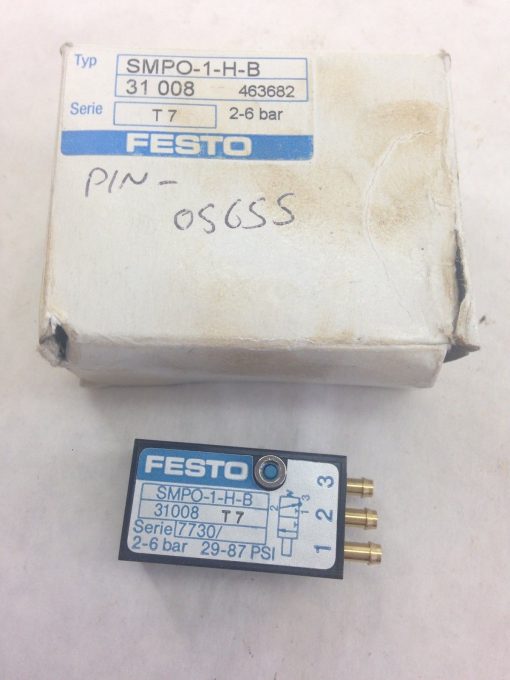 Typ SMPO-1-H-B
31 008 463682
Serie T 7 2-6 bar
FESTO
PIN-
05655
FESTO
SMPO-1-H-B
31008 T 7
Serie 7730/
2-6 bar 29-87 PSI
2 3
1
1 2 3